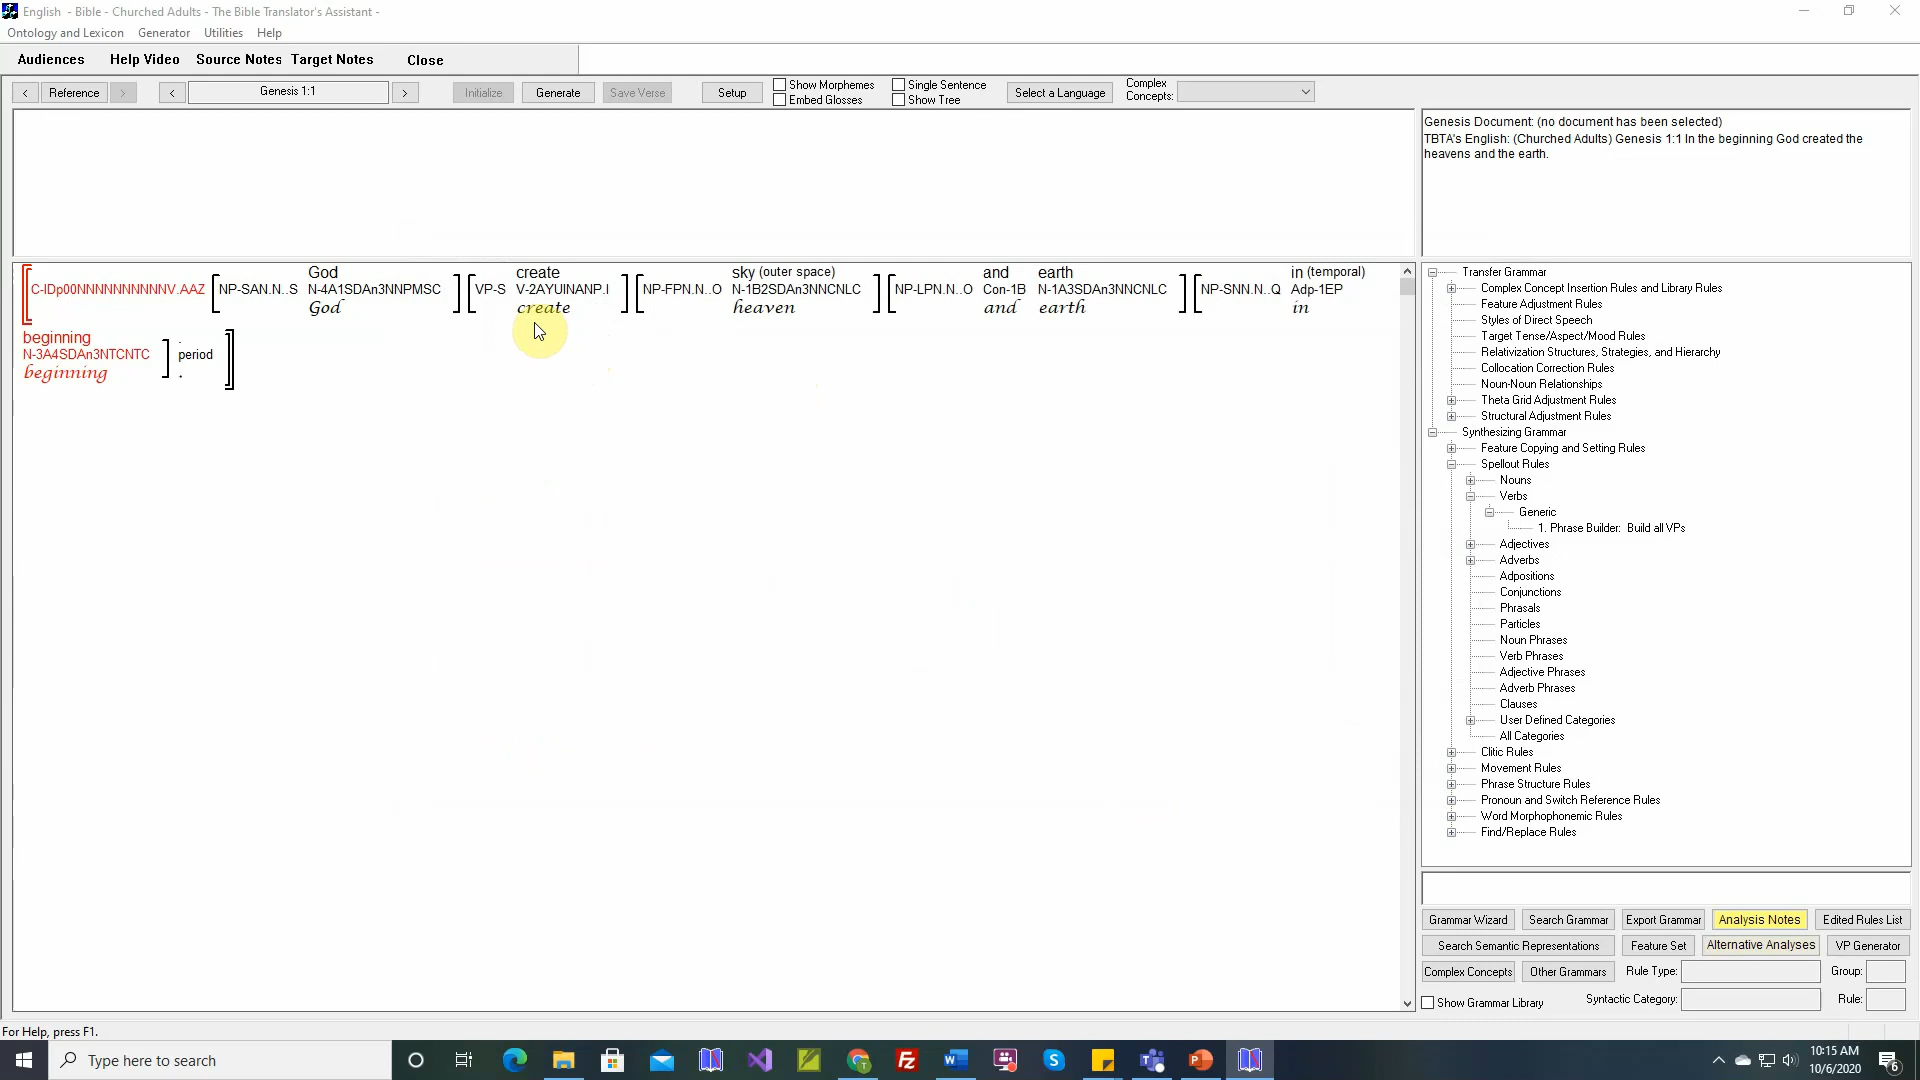 English - Bible - Churched Adults - The Bible Translator's Assistant -
Ontology and Lexicon Generator Utilities Help
Audiences Help Video Source Notes Target Notes Close
< Reference > < Genesis 1:1 > Initialize Generate Save Verse Setup Show Morphemes Single Sentence Select a Language Complex
Embed Glosses Show Tree Concepts:
Genesis Document: (no document has been selected)
TBTA's English: (Churched Adults) Genesis 1:1 In the beginning God created the
heavens and the earth.
God create sky (outer space) and earth in (temporal)
C-IDp00NNNNNNNNNNV.AAZ NP-SAN.N..S N-4A1SDAn3NNPMSC VP-S V-2AYUINANP.I NP-FPN.N..O N-1B2SDAn3NNCNLC NP-LPN.N..O Con-1B N-1A3SDAn3NNCNLC NP-SNN.N..Q Adp-1EP
God create heaven and earth in
beginning .
N-3A4SDAn3NTCNTC period
beginning .
Transfer Grammar
Complex Concept Insertion Rules and Library Rules
Feature Adjustment Rules
Styles of Direct Speech
Target Tense/Aspect/Mood Rules
Relativization Structures, Strategies, and Hierarchy
Collocation Correction Rules
Noun-Noun Relationships
Theta Grid Adjustment Rules
Structural Adjustment Rules
Synthesizing Grammar
Feature Copying and Setting Rules
Spellout Rules
Nouns
Verbs
Generic
1. Phrase Builder: Build all VPs
Adjectives
Adverbs
Adpositions
Conjunctions
Phrasals
Particles
Noun Phrases
Verb Phrases
Adjective Phrases
Adverb Phrases
Clauses
User Defined Categories
All Categories
Clitic Rules
Movement Rules
Phrase Structure Rules
Pronoun and Switch Reference Rules
Word Morphophonemic Rules
Find/Replace Rules
Grammar Wizard Search Grammar Export Grammar Analysis Notes Edited Rules List
Search Semantic Representations Feature Set Alternative Analyses VP Generator
Complex Concepts Other Grammars Rule Type: Group:
Show Grammar Library Syntactic Category: Rule:
For Help, press F1.
Type here to search
10:15 AM
10/6/2020
6